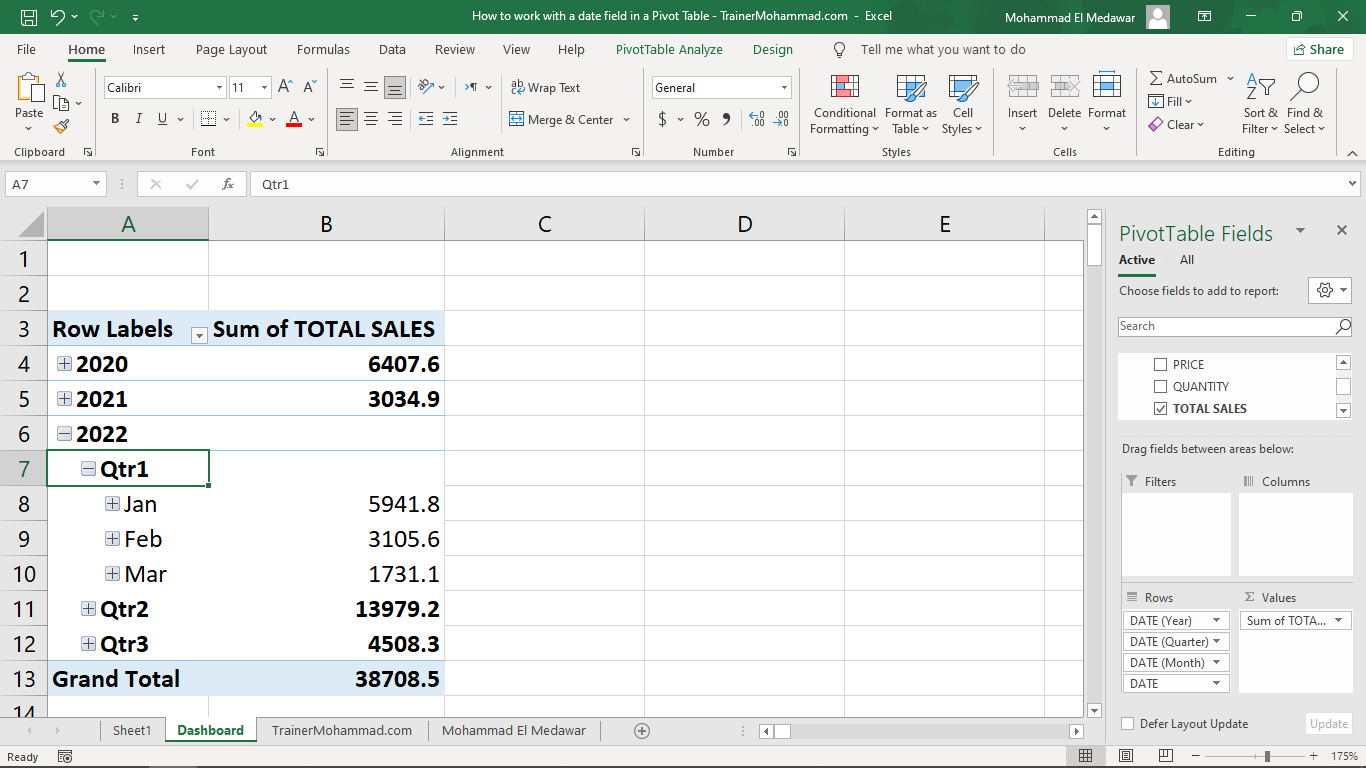 How to work with a date field in a Pivot Table - TrainerMohammad.com - Excel
Mohammad El Medawar
File Home Insert Page Layout Formulas Data Review View Help PivotTable Analyze Design Tell me what you want to do Share
Paste
Clipboard
Calibri 11
B I U
Font
Wrap Text
Merge & Center
Alignment
General
$ % ,
Number
Conditional Formatting
Format as Table
Cell Styles
Styles
Insert Delete Format
Cells
AutoSum
Fill
Clear
Sort & Filter
Find & Select
Editing
A7 fx Qtr1
A B C D E
1
2
3 Row Labels Sum of TOTAL SALES
4 2020 6407.6
5 2021 3034.9
6 2022
7 Qtr1
8 Jan 5941.8
9 Feb 3105.6
10 Mar 1731.1
11 Qtr2 13979.2
12 Qtr3 4508.3
13 Grand Total 38708.5
14
PivotTable Fields
Active All
Choose fields to add to report:
Search
PRICE
QUANTITY
TOTAL SALES
Drag fields between areas below:
Filters Columns
Rows Values
DATE (Year) Sum of TOTA...
DATE (Quarter)
DATE (Month)
DATE
Defer Layout Update Update
Sheet1 Dashboard TrainerMohammad.com Mohammad El Medawar
Ready 175%